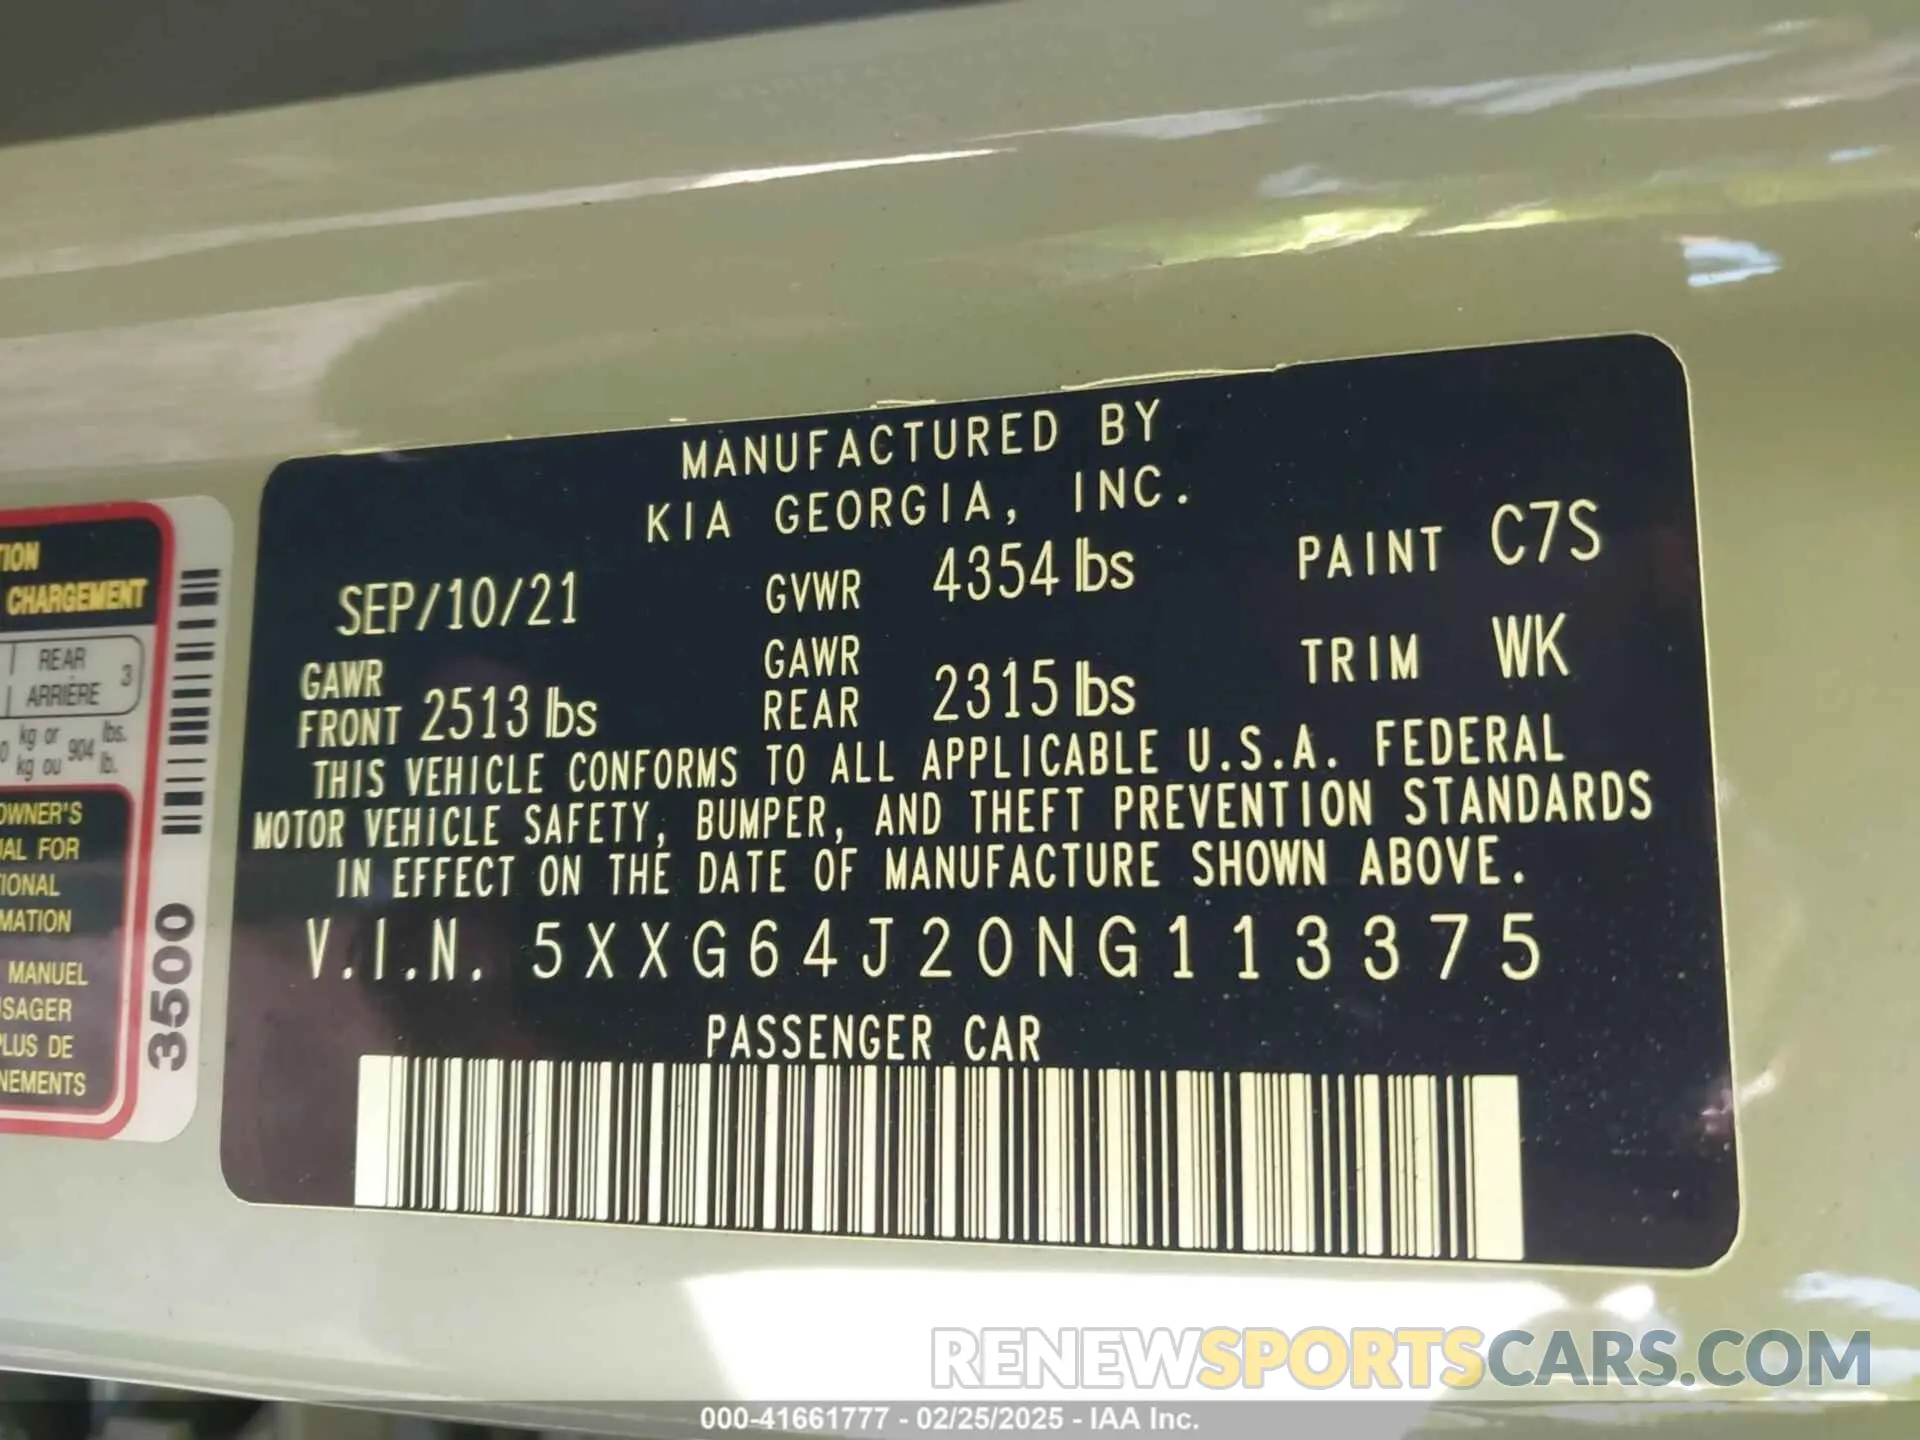 MANUFACTURED BY
KIA GEORGIA, INC.
SEP/10/21 GVWR 4354 lbs PAINT C7S
GAWR FRONT 2513 lbs GAWR REAR 2315 lbs TRIM WK
THIS VEHICLE CONFORMS TO ALL APPLICABLE U.S.A. FEDERAL
MOTOR VEHICLE SAFETY, BUMPER, AND THEFT PREVENTION STANDARDS
IN EFFECT ON THE DATE OF MANUFACTURE SHOWN ABOVE.
V.I.N. 5XXG64J20NG113375
PASSENGER CAR
CHARGEMENT
REAR 3
ARRIÈRE
kg or 904 lbs.
kg ou lb.
OWNER'S
FOR
MANUEL
PLUS DE
3500
RENEWSPORTSCARS.COM
000-41661777 - 02/25/2025 - IAA Inc.